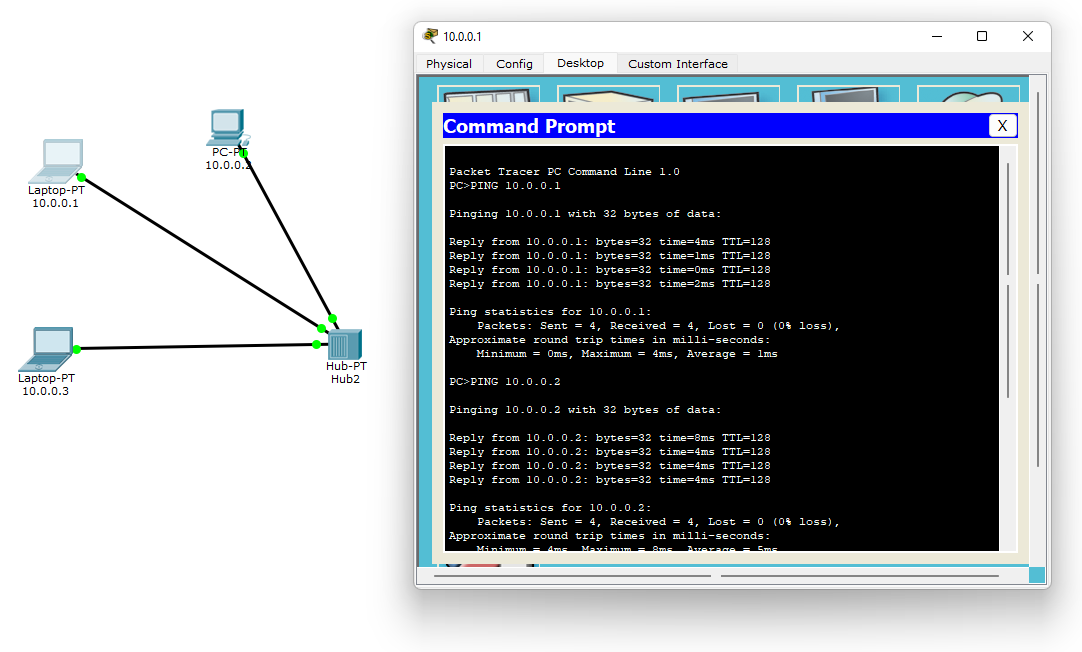 PC-PT
10.0.0.2
Laptop-PT
10.0.0.1
Laptop-PT
10.0.0.3
Hub-PT
Hub2
10.0.0.1
Physical Config Desktop Custom Interface
Command Prompt
X
Packet Tracer PC Command Line 1.0
PC>PING 10.0.0.1
Pinging 10.0.0.1 with 32 bytes of data:
Reply from 10.0.0.1: bytes=32 time=4ms TTL=128
Reply from 10.0.0.1: bytes=32 time=1ms TTL=128
Reply from 10.0.0.1: bytes=32 time=0ms TTL=128
Reply from 10.0.0.1: bytes=32 time=2ms TTL=128
Ping statistics for 10.0.0.1:
Packets: Sent = 4, Received = 4, Lost = 0 (0% loss),
Approximate round trip times in milli-seconds:
Minimum = 0ms, Maximum = 4ms, Average = 1ms
PC>PING 10.0.0.2
Pinging 10.0.0.2 with 32 bytes of data:
Reply from 10.0.0.2: bytes=32 time=8ms TTL=128
Reply from 10.0.0.2: bytes=32 time=4ms TTL=128
Reply from 10.0.0.2: bytes=32 time=4ms TTL=128
Reply from 10.0.0.2: bytes=32 time=4ms TTL=128
Ping statistics for 10.0.0.2:
Packets: Sent = 4, Received = 4, Lost = 0 (0% loss),
Approximate round trip times in milli-seconds:
Minimum = 4ms, Maximum = 8ms, Average = 5ms